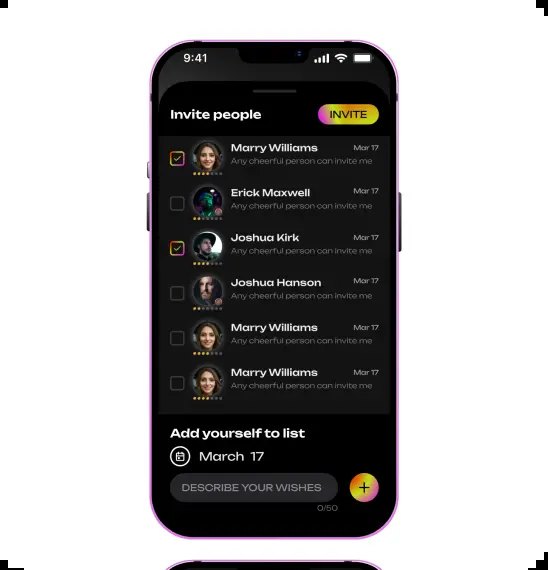 9:41
Invite people
INVITE
Marry Williams
Mar 17
Any cheerful person can invite me
Erick Maxwell
Mar 17
Any cheerful person can invite me
Joshua Kirk
Mar 17
Any cheerful person can invite me
Joshua Hanson
Mar 17
Any cheerful person can invite me
Marry Williams
Mar 17
Any cheerful person can invite me
Marry Williams
Mar 17
Any cheerful person can invite me
Add yourself to list
March 17
DESCRIBE YOUR WISHES
0/50